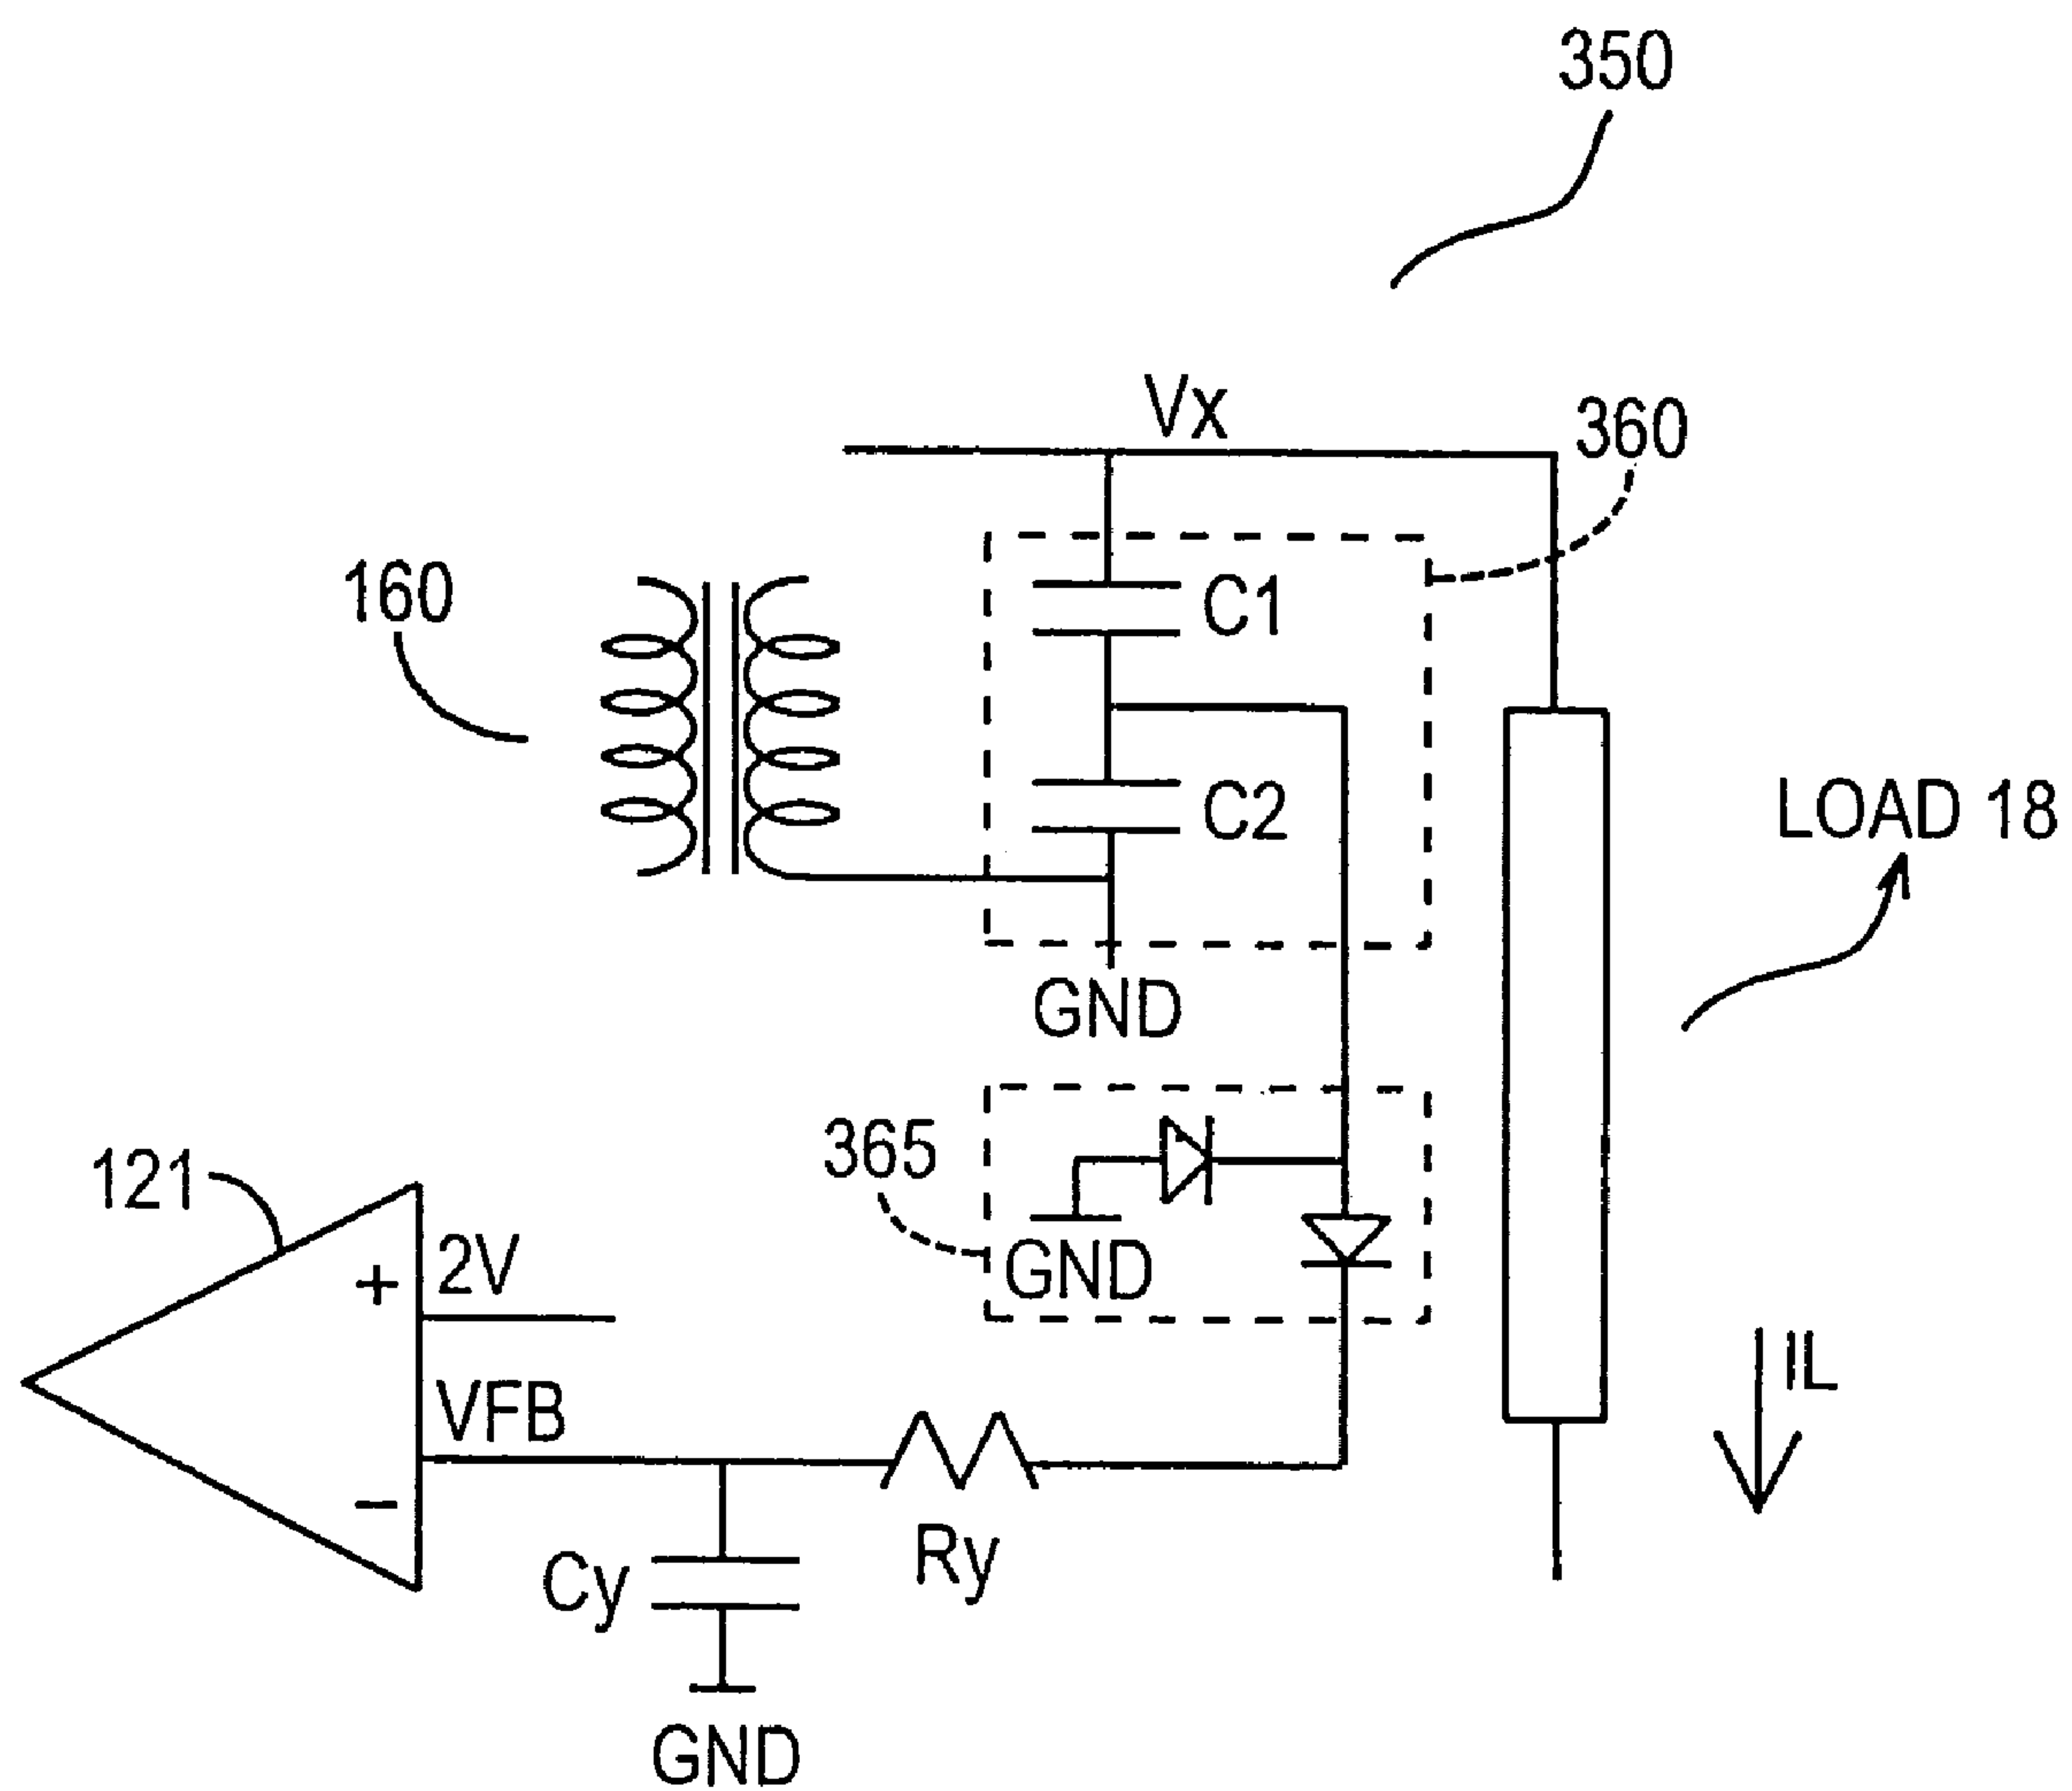 350
Vx
360
160
C1
C2
LOAD 18
GND
365
121
2V
+
GND
VFB
IL
−
Ry
Cy
GND